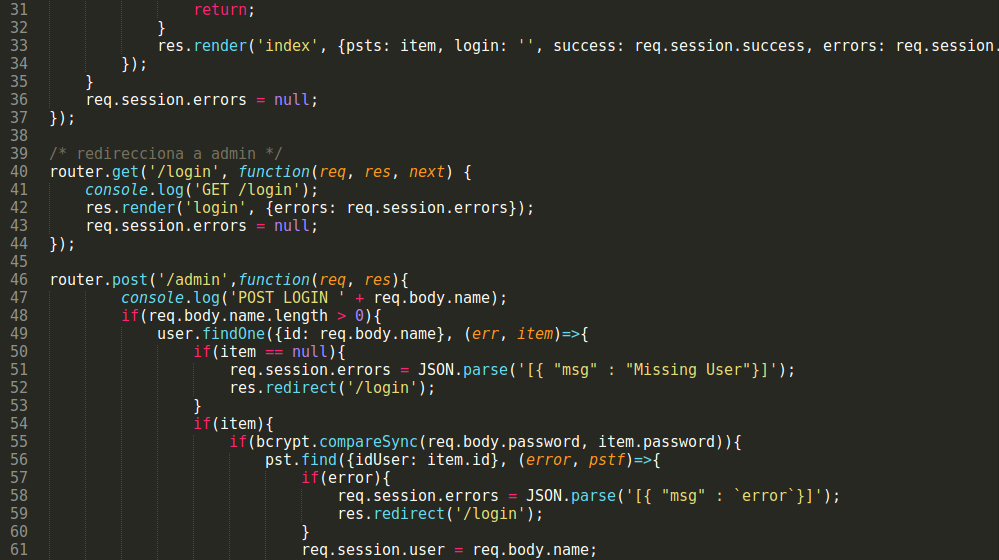 31                 return;
32             }
33             res.render('index', {psts: item, login: '', success: req.session.success, errors: req.session.
34         });
35     }
36     req.session.errors = null;
37 });
38
39 /* redirecciona a admin */
40 router.get('/login', function(req, res, next) {
41     console.log('GET /login');
42     res.render('login', {errors: req.session.errors});
43     req.session.errors = null;
44 });
45
46 router.post('/admin',function(req, res){
47         console.log('POST LOGIN ' + req.body.name);
48         if(req.body.name.length > 0){
49             user.findOne({id: req.body.name}, (err, item)=>{
50                 if(item == null){
51                     req.session.errors = JSON.parse('[{ "msg" : "Missing User"}]');
52                     res.redirect('/login');
53                 }
54                 if(item){
55                     if(bcrypt.compareSync(req.body.password, item.password)){
56                         pst.find({idUser: item.id}, (error, pstf)=>{
57                             if(error){
58                                 req.session.errors = JSON.parse('[{ "msg" : `error`}]');
59                                 res.redirect('/login');
60                             }
61                             req.session.user = req.body.name;